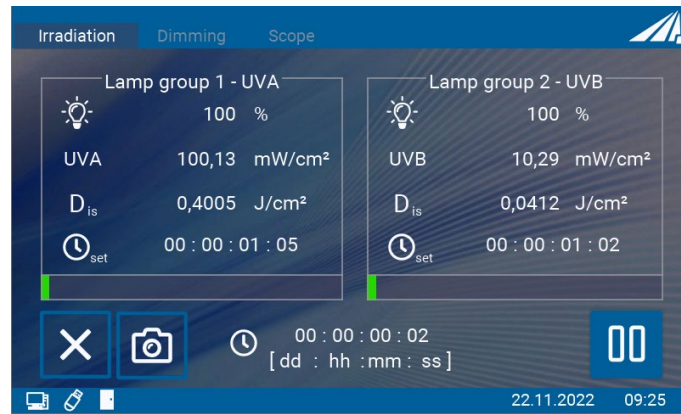 Irradiation Dimming Scope
Lamp group 1 - UVA
100 %
UVA 100,13 mW/cm²
Dis 0,4005 J/cm²
set 00 : 00 : 01 : 05
Lamp group 2 - UVB
100 %
UVB 10,29 mW/cm²
Dis 0,0412 J/cm²
set 00 : 00 : 01 : 02
00 : 00 : 00 : 02
[ dd : hh :mm : ss ]
22.11.2022 09:25